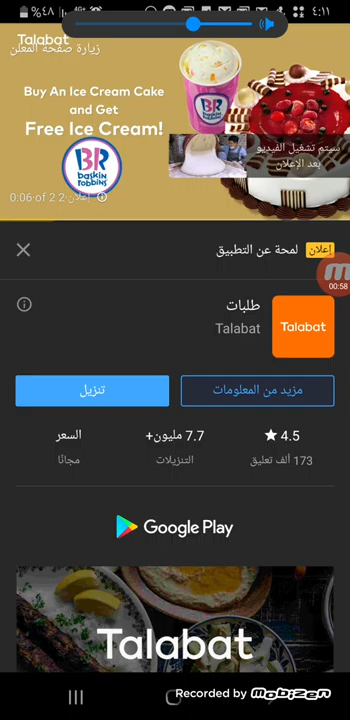 %٤٨
٤:١١
Talabat
زيارة صفحة المعلن
Buy An Ice Cream Cake
and Get
Free Ice Cream!
BR
baskin
robbins
سيتم تشغيل الفيديو
بعد الإعلان
0:06
إعلان 2 of 2
إعلان
لمحة عن التطبيق
00:58
طلبات
Talabat
Talabat
تنزيل
مزيد من المعلومات
4.5 ★
7.7 مليون+
السعر
173 ألف تعليق
التنزيلات
مجانًا
Google Play
Talabat
Recorded by Mobizen